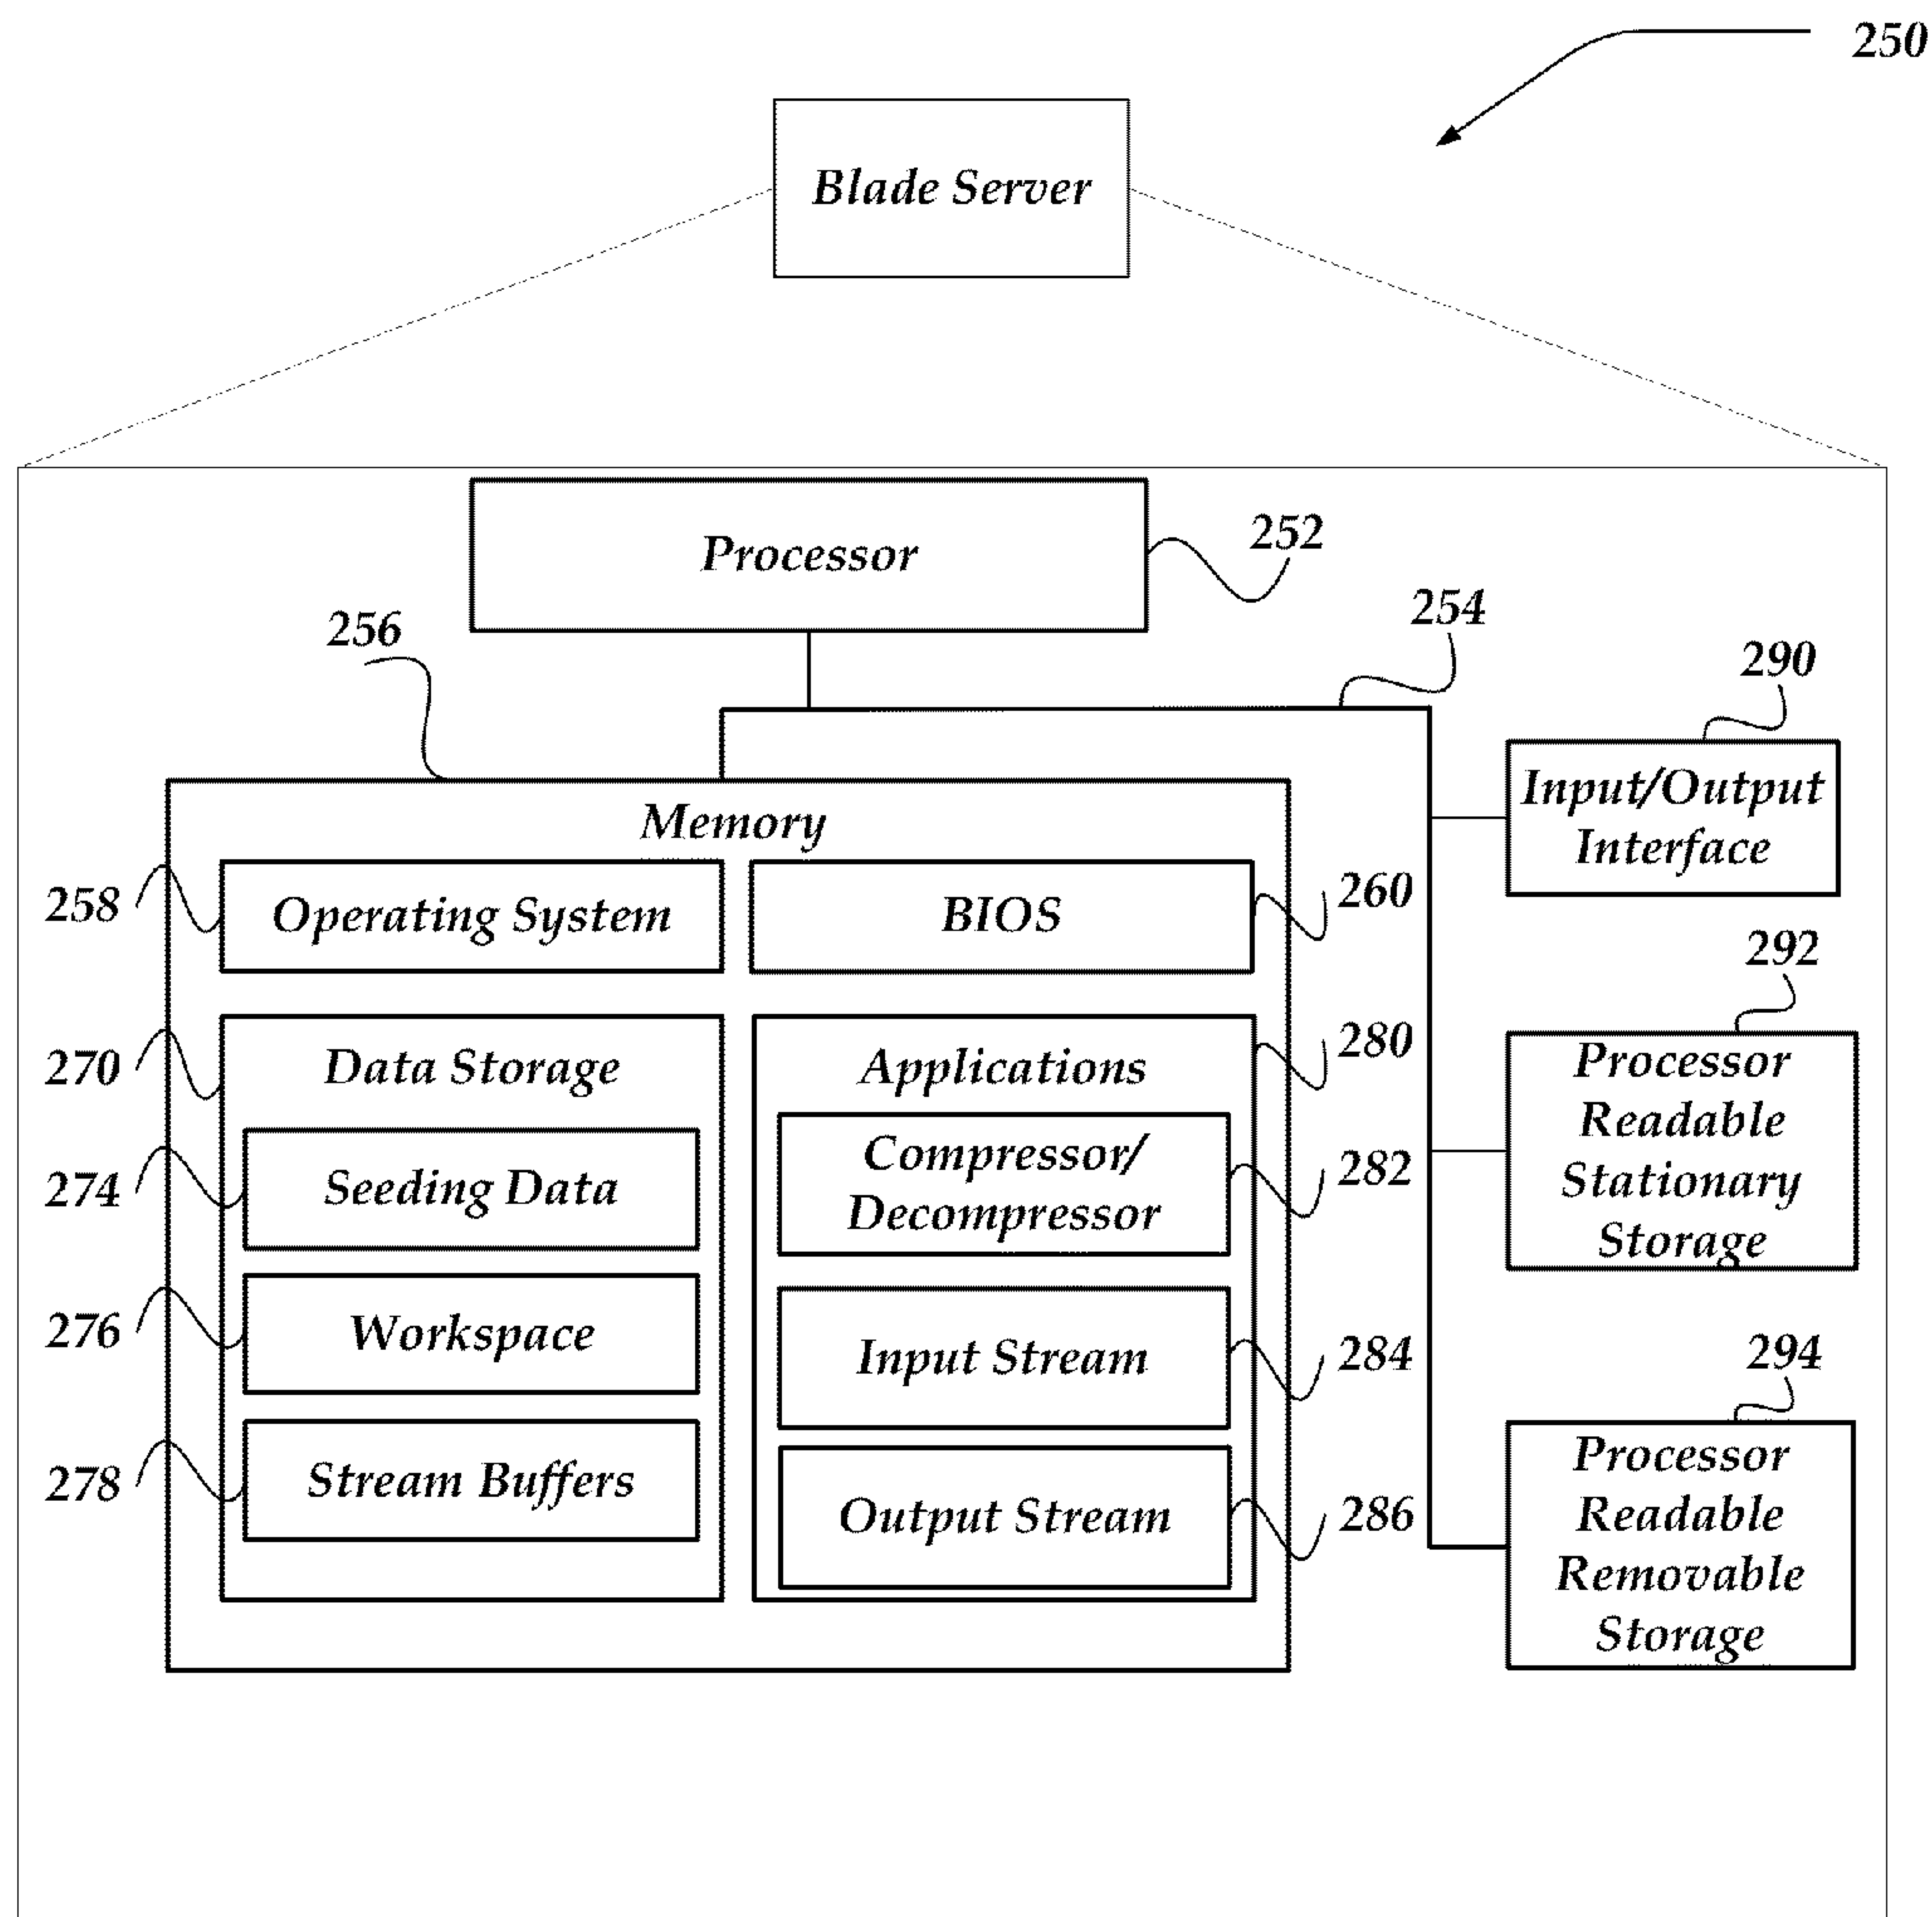 250
Blade Server
Processor
252
256
254
290
Input/Output
Interface
Memory
258
Operating System
BIOS
260
292
270
Data Storage
Applications
280
Processor
Readable
Stationary
Storage
274
Seeding Data
Compressor/
Decompressor
282
276
Workspace
Input Stream
284
294
278
Stream Buffers
Output Stream
286
Processor
Readable
Removable
Storage